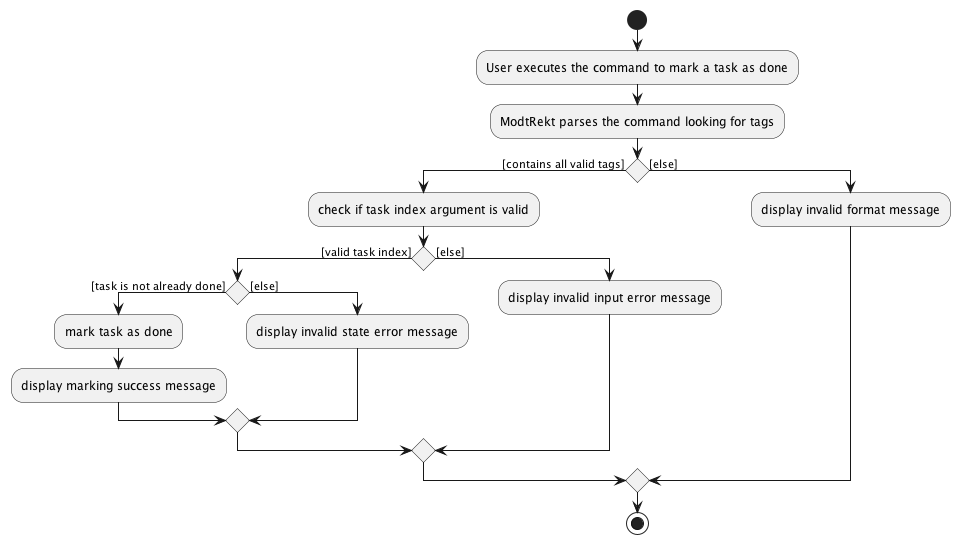 User executes the command to mark a task as done
ModtRekt parses the command looking for tags
[contains all valid tags]
[else]
check if task index argument is valid
display invalid format message
[valid task index]
[else]
[task is not already done]
[else]
display invalid input error message
mark task as done
display invalid state error message
display marking success message